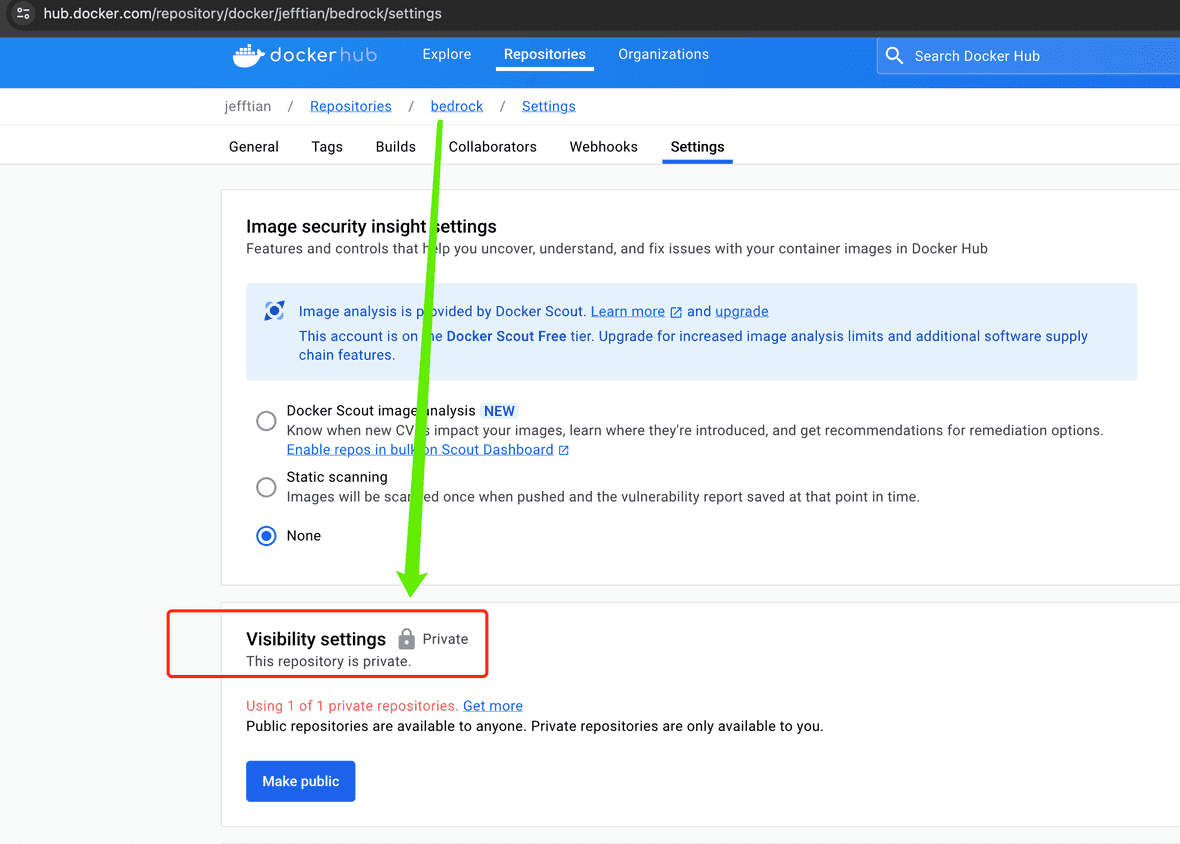 hub.docker.com/repository/docker/jefftian/bedrock/settings
dockerhub Explore Repositories Organizations Search Docker Hub
jefftian / Repositories / bedrock / Settings
General Tags Builds Collaborators Webhooks Settings
Image security insight settings
Features and controls that help you uncover, understand, and fix issues with your container images in Docker Hub
Image analysis is provided by Docker Scout. Learn more and upgrade
This account is on the Docker Scout Free tier. Upgrade for increased image analysis limits and additional software supply
chain features.
Docker Scout image analysis NEW
Know when new CVEs impact your images, learn where they're introduced, and get recommendations for remediation options.
Enable repos in bulk on Scout Dashboard
Static scanning
Images will be scanned once when pushed and the vulnerability report saved at that point in time.
None
Visibility settings Private
This repository is private.
Using 1 of 1 private repositories. Get more
Public repositories are available to anyone. Private repositories are only available to you.
Make public